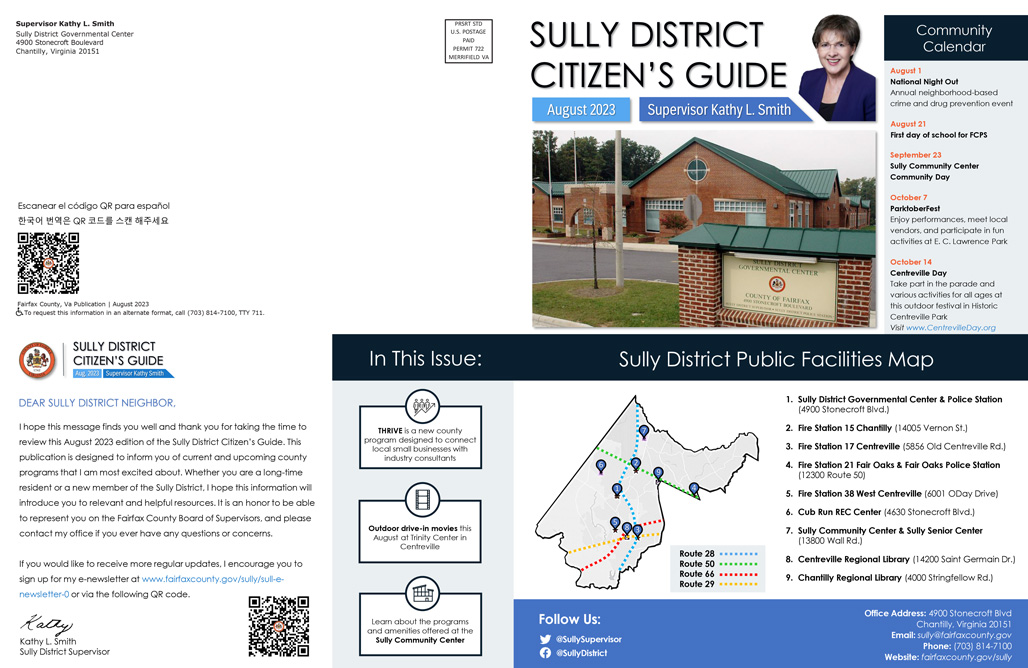 Supervisor Kathy L. Smith
Sully District Governmental Center
4900 Stonecroft Boulevard
Chantilly, Virginia 20151
PRSRT STD
U.S. POSTAGE
PAID
PERMIT 722
MERRIFIELD VA
Escanear el código QR para español
한국어 번역은 QR 코드를 스캔 해주세요
Fairfax County, Va Publication | August 2023
To request this information in an alternate format, call (703) 814-7100, TTY 711.
SULLY DISTRICT
CITIZEN'S GUIDE
August 2023
Supervisor Kathy L. Smith
SULLY DISTRICT
GOVERNMENTAL CENTER
COUNTY OF FAIRFAX
4900 STONECROFT BOULEVARD
Community
Calendar
August 1
National Night Out
Annual neighborhood-based
crime and drug prevention event
August 21
First day of school for FCPS
September 23
Sully Community Center
Community Day
October 7
ParktoberFest
Enjoy performances, meet local
vendors, and participate in fun
activities at E. C. Lawrence Park
October 14
Centreville Day
Take part in the parade and
various activities for all ages at
this outdoor festival in Historic
Centreville Park
Visit www.CentrevilleDay.org
SULLY DISTRICT
CITIZEN'S GUIDE
Aug. 2023 Supervisor Kathy Smith
DEAR SULLY DISTRICT NEIGHBOR,
I hope this message finds you well and thank you for taking the time to
review this August 2023 edition of the Sully District Citizen's Guide. This
publication is designed to inform you of current and upcoming county
programs that I am most excited about. Whether you are a long-time
resident or a new member of the Sully District, I hope this information will
introduce you to relevant and helpful resources. It is an honor to be able
to represent you on the Fairfax County Board of Supervisors, and please
contact my office if you ever have any questions or concerns.
If you would like to receive more regular updates, I encourage you to
sign up for my e-newsletter at www.fairfaxcounty.gov/sully/sull-e-
newsletter-0 or via the following QR code.
Kathy
Kathy L. Smith
Sully District Supervisor
In This Issue:
THRIVE is a new county
program designed to connect
local small businesses with
industry consultants
Outdoor drive-in movies this
August at Trinity Center in
Centreville
Learn about the programs
and amenities offered at the
Sully Community Center
Sully District Public Facilities Map
7
6
2
9
1
4
5
8
3
Route 28
Route 50
Route 66
Route 29
1. Sully District Governmental Center & Police Station
(4900 Stonecroft Blvd.)
2. Fire Station 15 Chantilly (14005 Vernon St.)
3. Fire Station 17 Centreville (5856 Old Centreville Rd.)
4. Fire Station 21 Fair Oaks & Fair Oaks Police Station
(12300 Route 50)
5. Fire Station 38 West Centreville (6001 ODay Drive)
6. Cub Run REC Center (4630 Stonecroft Blvd.)
7. Sully Community Center & Sully Senior Center
(13800 Wall Rd.)
8. Centreville Regional Library (14200 Saint Germain Dr.)
9. Chantilly Regional Library (4000 Stringfellow Rd.)
Follow Us:
@SullySupervisor
@SullyDistrict
Office Address: 4900 Stonecroft Blvd
Chantilly, Virginia 20151
Email: sully@fairfaxcounty.gov
Phone: (703) 814-7100
Website: fairfaxcounty.gov/sully